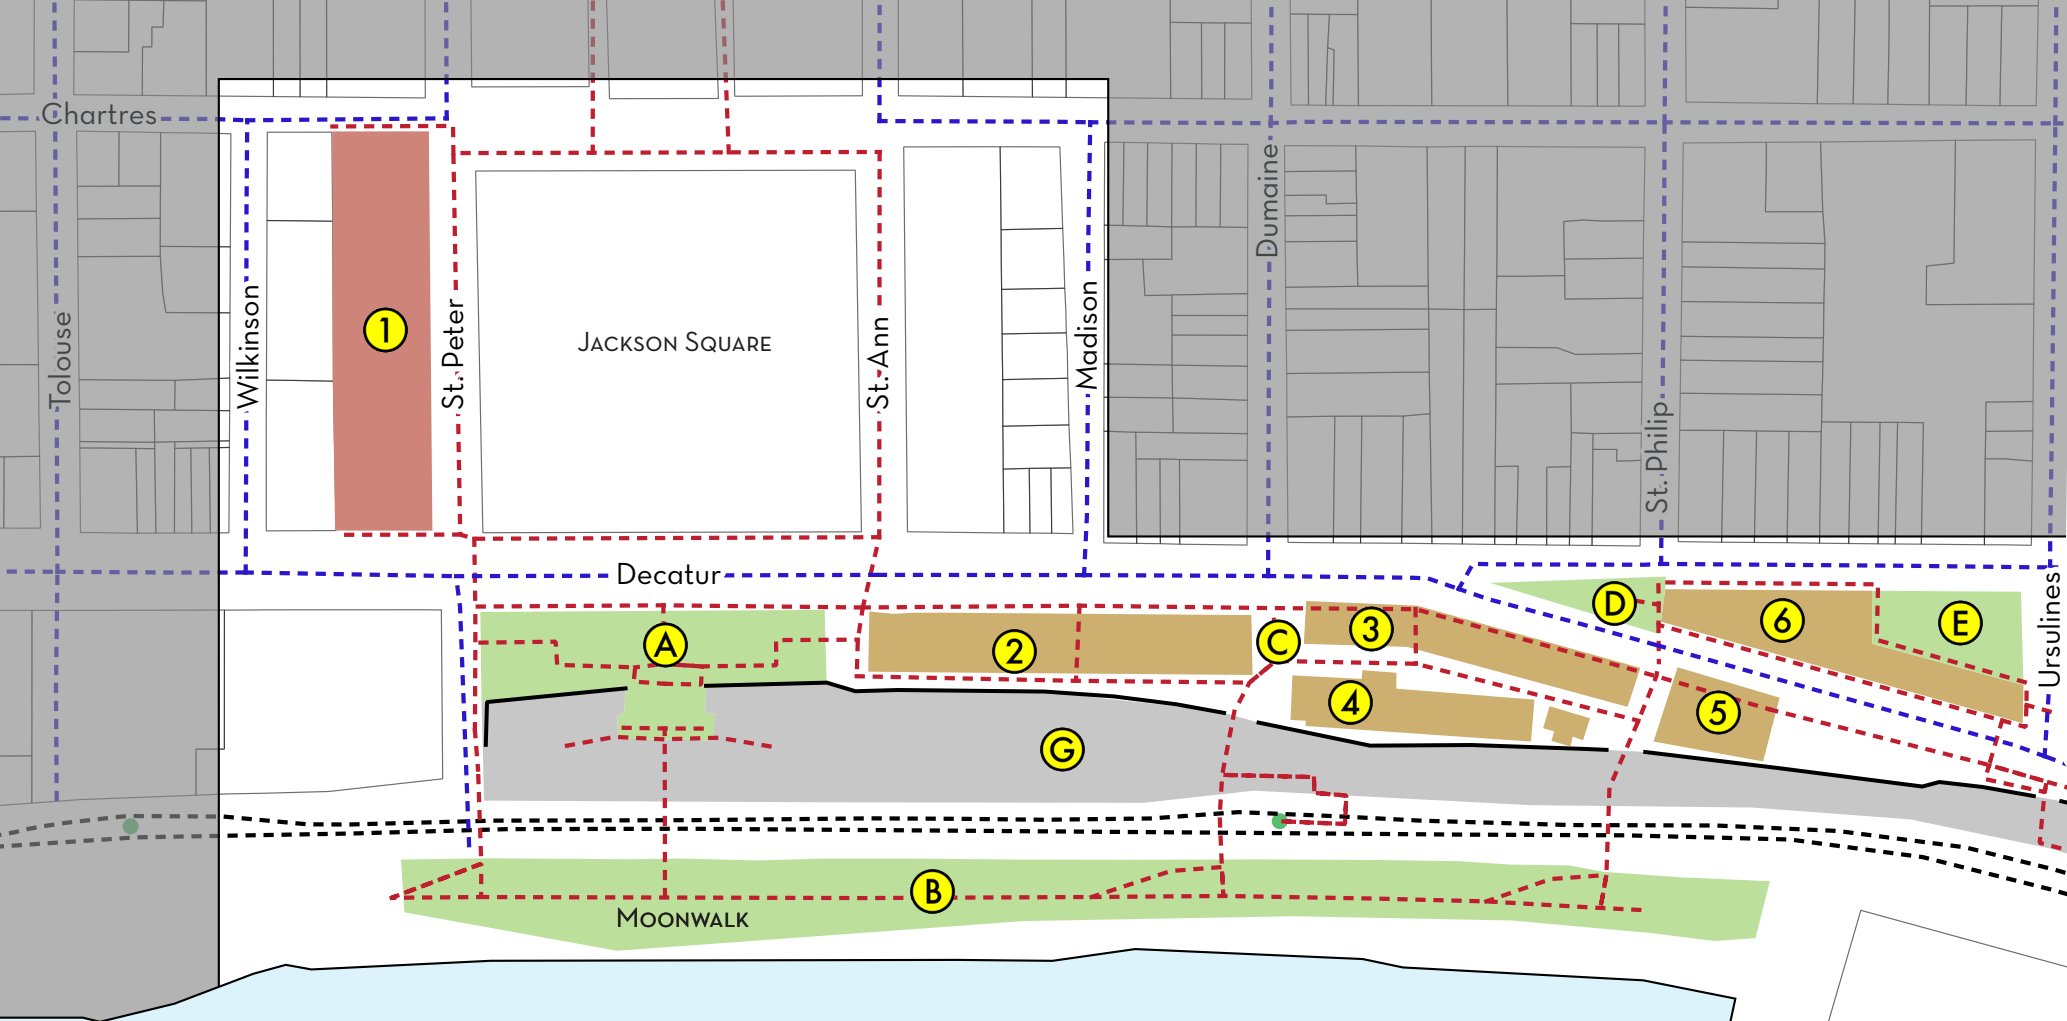 Chartres
Tolouse
Wilkinson
1
St. Peter
JACKSON SQUARE
St. Ann
Madison
Dumaine
St. Philip
Ursulines
Decatur
A
2
C
3
D
6
E
4
5
G
B
MOONWALK